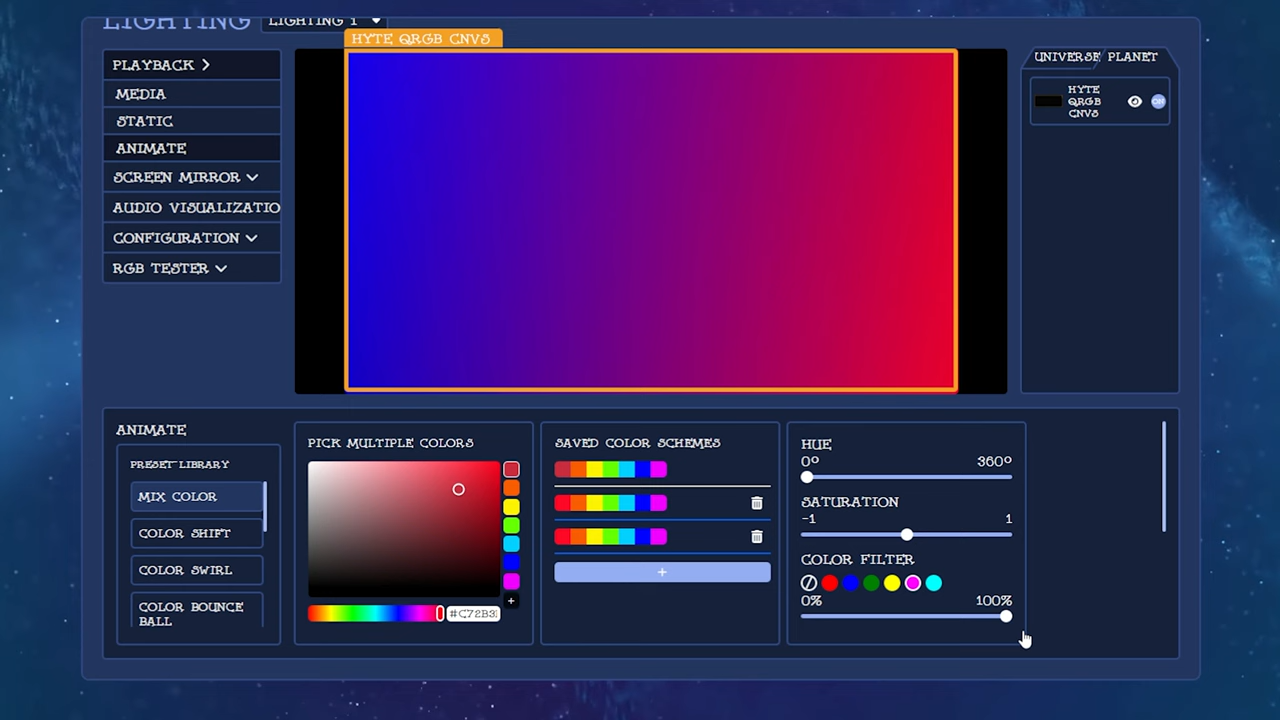 LIGHTING
LIGHTING 1
HYTE QRGB CNVS
PLAYBACK
MEDIA
STATIC
ANIMATE
SCREEN MIRROR
AUDIO VISUALIZATIO
CONFIGURATION
RGB TESTER
UNIVERSE
PLANET
HYTE
QRGB
CNVS
ON
ANIMATE
PRESET LIBRARY
MIX COLOR
COLOR SHIFT
COLOR SWIRL
COLOR BOUNCE
BALL
PICK MULTIPLE COLORS
+
#C72B3
SAVED COLOR SCHEMES
+
HUE
0° 360°
SATURATION
-1 1
COLOR FILTER
0% 100%